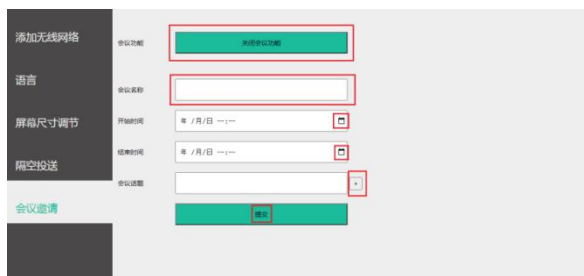 添加无线网络
语言
屏幕尺寸调节
隔空投送
会议邀请
会议功能
关闭会议功能
会议名称
开始时间
年 /月/日 --:--
结束时间
年 /月/日 --:--
会议话题
+
提交